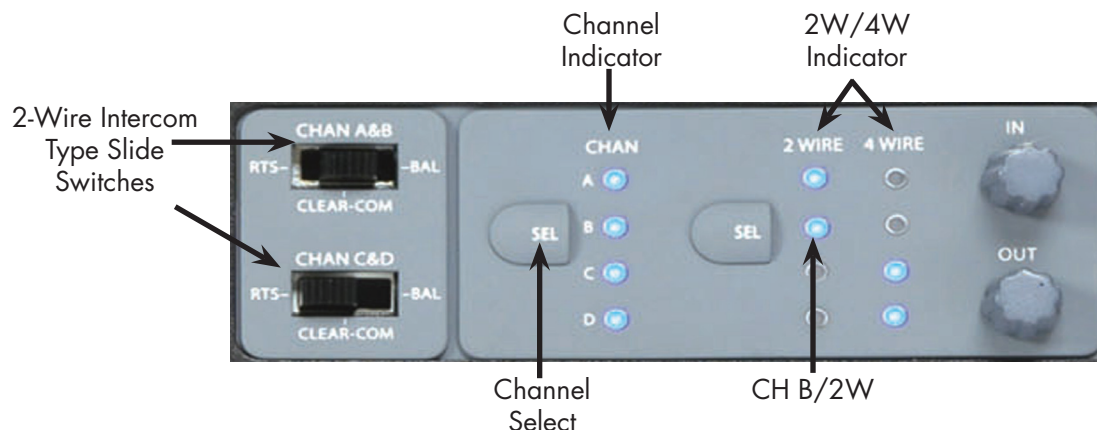 Channel
Indicator
2W/4W
Indicator
2-Wire Intercom
Type Slide
Switches
CHAN A&B
RTS-
-BAL
CLEAR-COM
CHAN C&D
RTS-
-BAL
CLEAR-COM
CHAN
A
B
C
D
SEL
2 WIRE
4 WIRE
SEL
IN
OUT
Channel
Select
CH B/2W